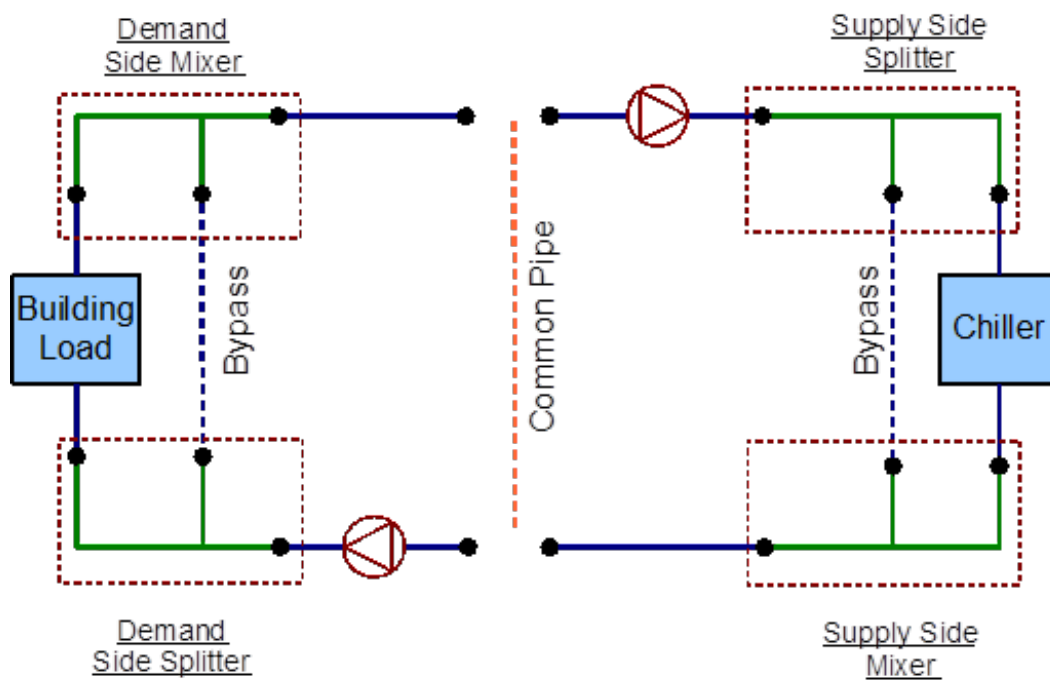 Demand
Side Mixer
Supply Side
Splitter
Building
Load
Bypass
Common Pipe
Bypass
Chiller
Demand
Side Splitter
Supply Side
Mixer